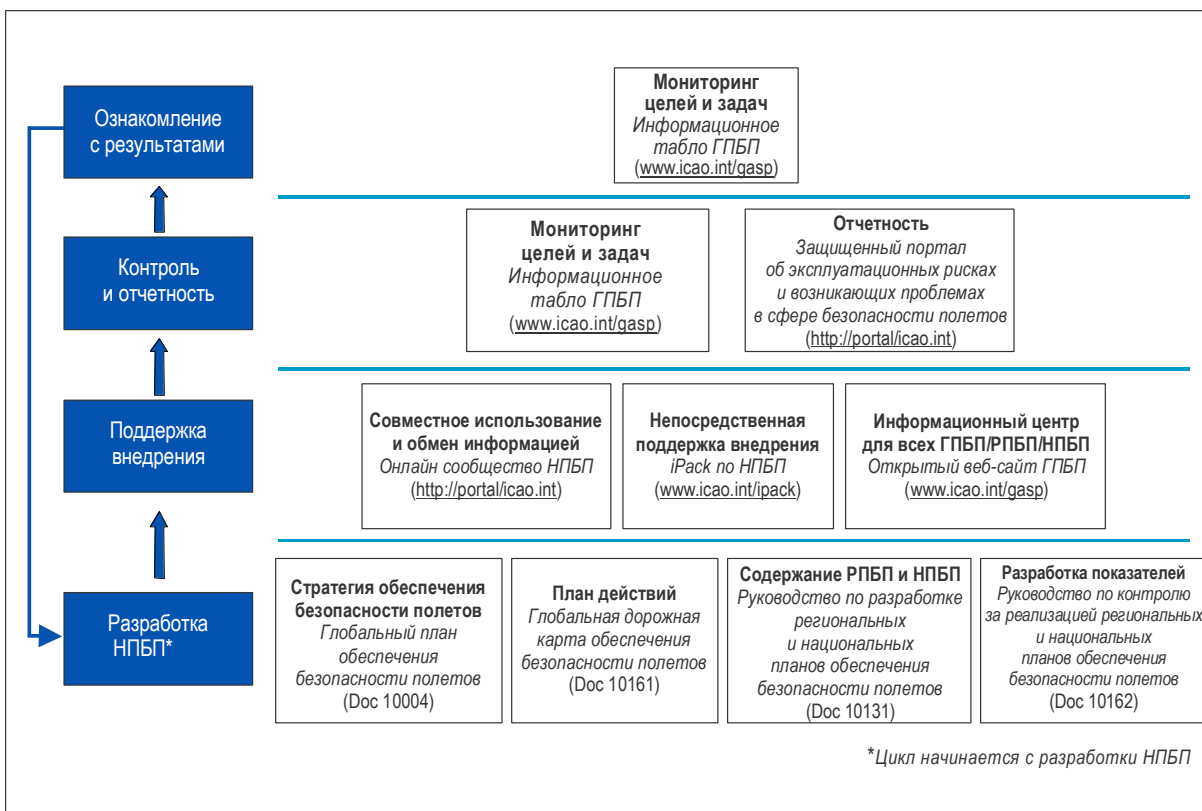 Ознакомление
с результатами
Мониторинг
целей и задач
Информационное
табло ГПБП
(www.icao.int/gasp)
Контроль
и отчетность
Мониторинг
целей и задач
Информационное
табло ГПБП
(www.icao.int/gasp)
Отчетность
Защищенный портал
об эксплуатационных рисках
и возникающих проблемах
в сфере безопасности полетов
(http://portal/icao.int)
Поддержка
внедрения
Совместное использование
и обмен информацией
Онлайн сообщество НПБП
(http://portal/icao.int)
Непосредственная
поддержка внедрения
iPack по НПБП
(www.icao.int/ipack)
Информационный центр
для всех ГПБП/РПБП/НПБП
Открытый веб-сайт ГПБП
(www.icao.int/gasp)
Разработка
НПБП*
Стратегия обеспечения
безопасности полетов
Глобальный план
обеспечения
безопасности полетов
(Doc 10004)
План действий
Глобальная дорожная
карта обеспечения
безопасности полетов
(Doc 10161)
Содержание РПБП и НПБП
Руководство по разработке
региональных
и национальных
планов обеспечения
безопасности полетов
(Doc 10131)
Разработка показателей
Руководство по контролю
за реализацией региональных
и национальных
планов обеспечения
безопасности полетов
(Doc 10162)
*Цикл начинается с разработки НПБП